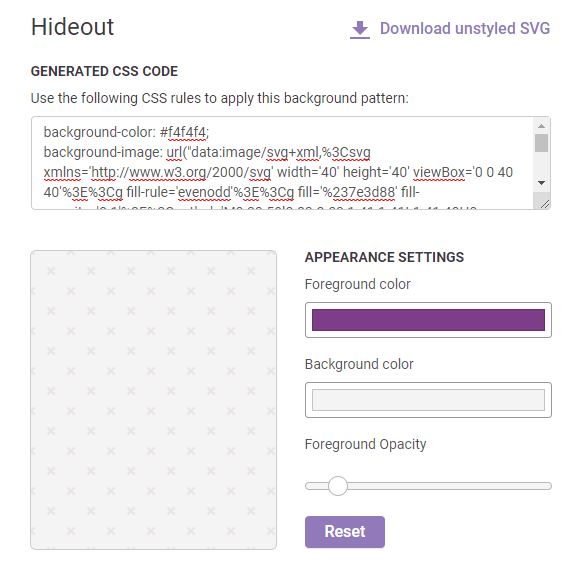 Hideout
Download unstyled SVG
GENERATED CSS CODE
Use the following CSS rules to apply this background pattern:
background-color: #f4f4f4;
background-image: url("data:image/svg+xml,%3Csvg
xmlns='http://www.w3.org/2000/svg' width='40' height='40' viewBox='0 0 40
40'%3E%3Cg fill-rule='evenodd'%3E%3Cg fill='%237e3d88' fill-
APPEARANCE SETTINGS
Foreground color
Background color
Foreground Opacity
Reset